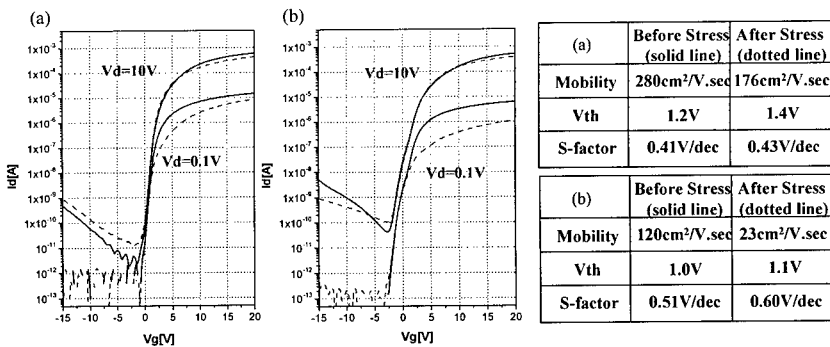 (a)
(b)
Id[A]
1x10⁻³
1x10⁻⁴
1x10⁻⁵
1x10⁻⁶
1x10⁻⁷
1x10⁻⁸
1x10⁻⁹
1x10⁻¹⁰
1x10⁻¹¹
1x10⁻¹²
1x10⁻¹³
Vd=10V
Vd=0.1V
-15 -10 -5 0 5 10 15 20
Vg[V]
1x10⁻³
1x10⁻⁴
1x10⁻⁵
1x10⁻⁶
1x10⁻⁷
1x10⁻⁸
1x10⁻⁹
1x10⁻¹⁰
1x10⁻¹¹
1x10⁻¹²
1x10⁻¹³
Vd=10V
Vd=0.1V
-15 -10 -5 0 5 10 15 20
Vg[V]
(a) Before Stress (solid line) After Stress (dotted line)
Mobility 280cm²/V.sec 176cm²/V.sec
Vth 1.2V 1.4V
S-factor 0.41V/dec 0.43V/dec
(b) Before Stress (solid line) After Stress (dotted line)
Mobility 120cm²/V.sec 23cm²/V.sec
Vth 1.0V 1.1V
S-factor 0.51V/dec 0.60V/dec